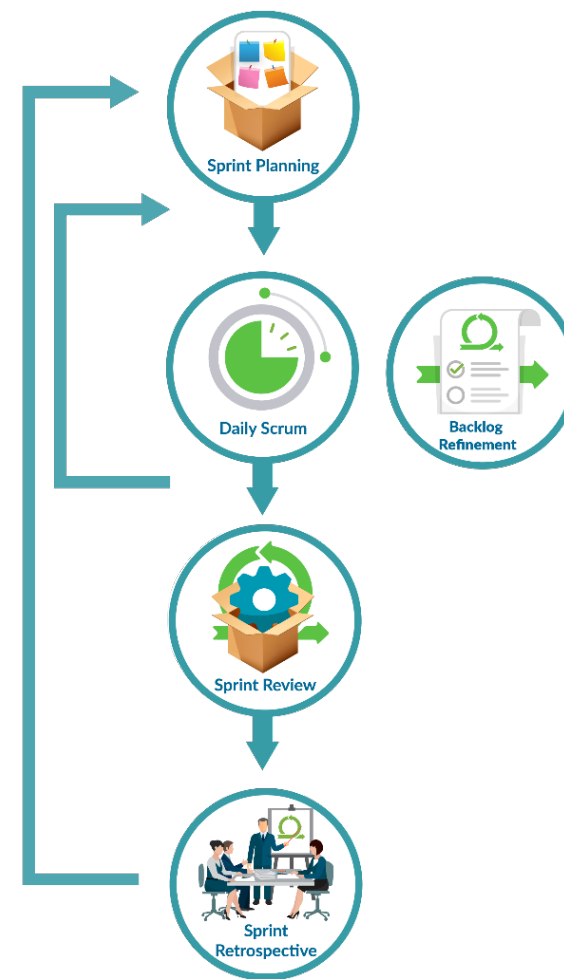 Sprint Planning
Daily Scrum
Backlog
Refinement
Sprint Review
Sprint
Retrospective